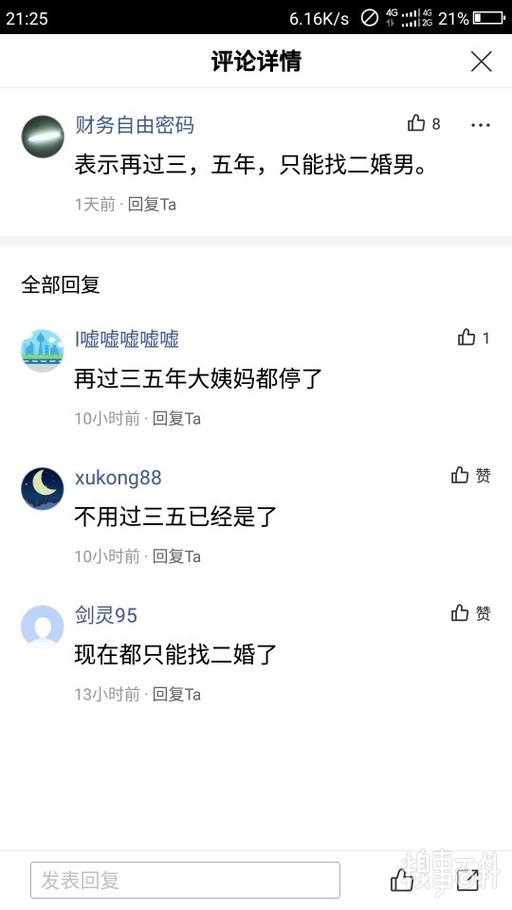 21:25
6.16K/s 4G 4G 2G 21%
评论详情
财务自由密码
8
表示再过三，五年，只能找二婚男。
1天前 · 回复Ta
全部回复
l嘘嘘嘘嘘嘘
1
再过三五年大姨妈都停了
10小时前 · 回复Ta
xukong88
赞
不用过三五已经是了
10小时前 · 回复Ta
剑灵95
赞
现在都只能找二婚了
13小时前 · 回复Ta
发表回复
糗事百科